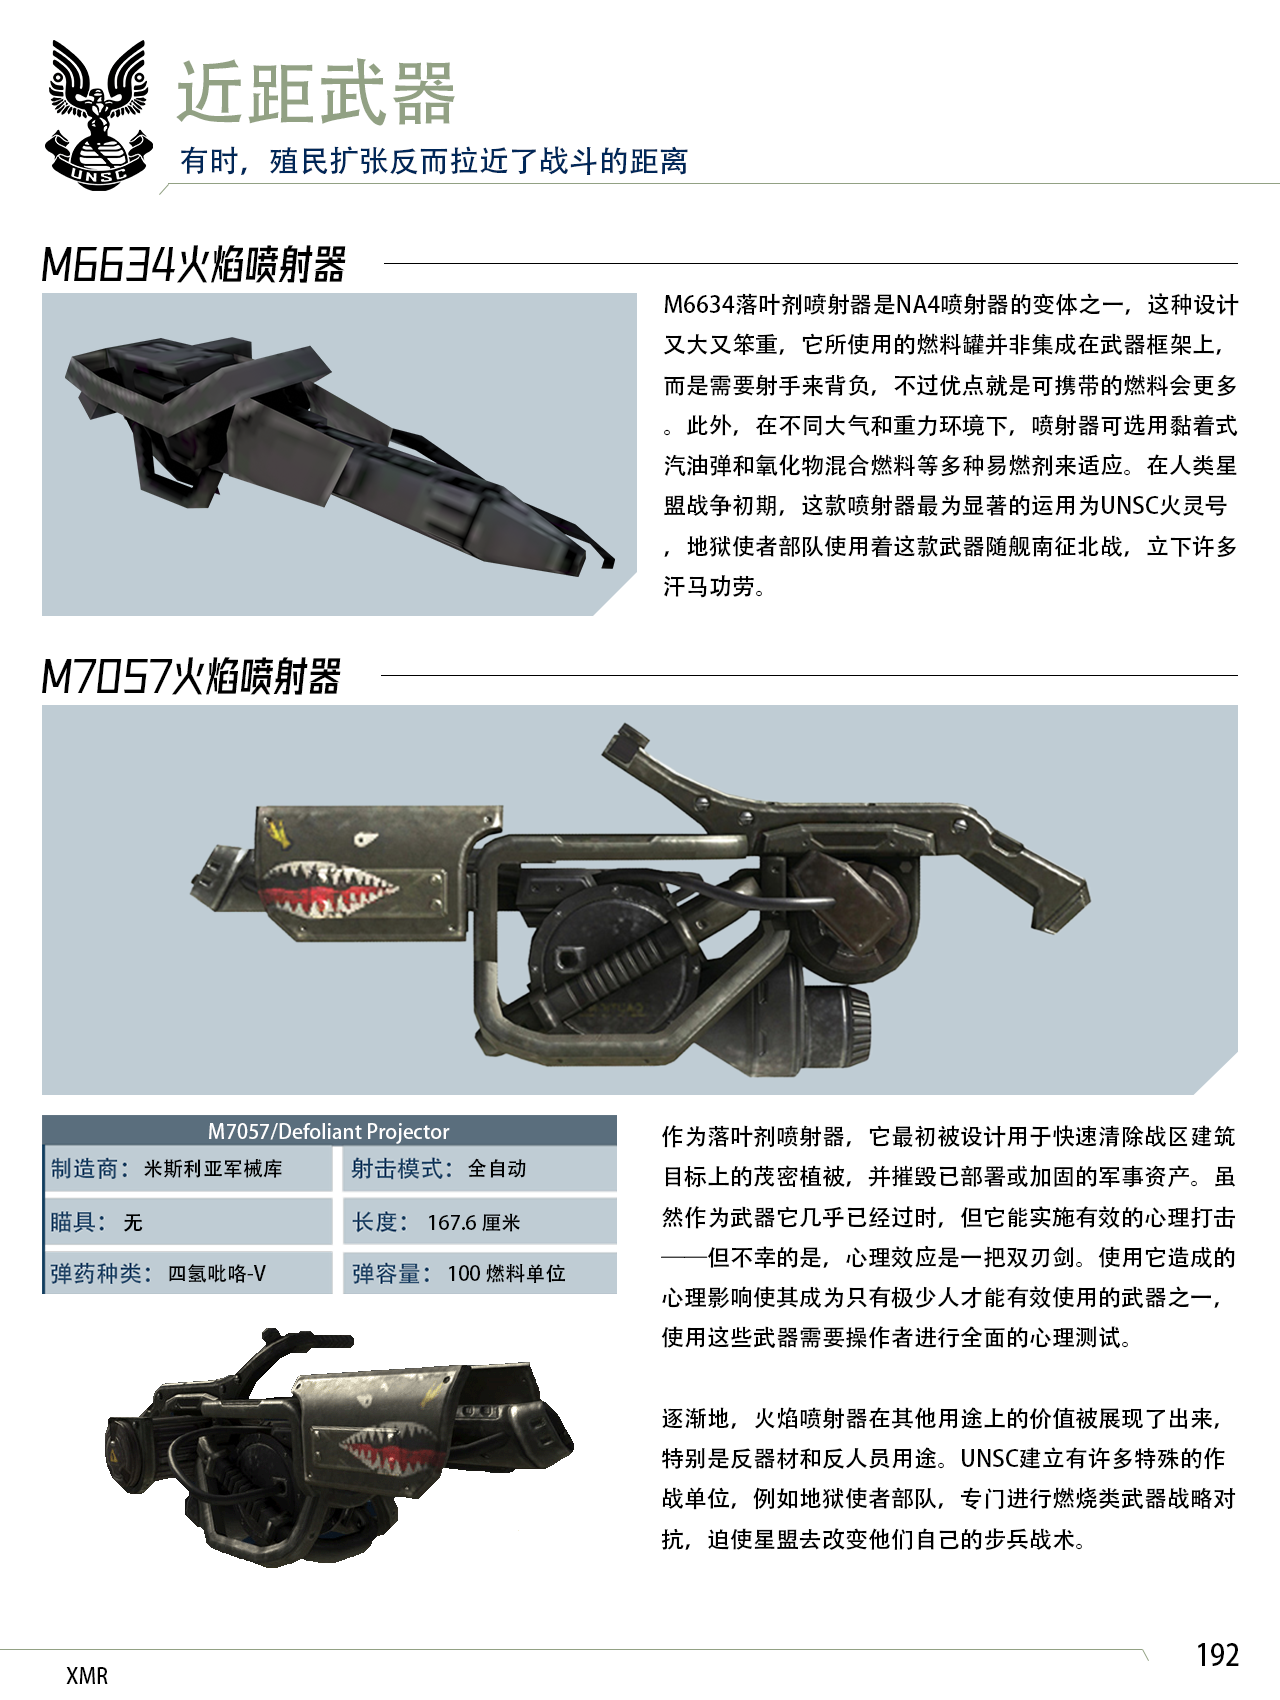 近距武器
有时，殖民扩张反而拉近了战斗的距离
UNSC
M6634火焰喷射器
M6634落叶剂喷射器是NA4喷射器的变体之一，这种设计
又大又笨重，它所使用的燃料罐并非集成在武器框架上，
而是需要射手来背负，不过优点就是可携带的燃料会更多
。此外，在不同大气和重力环境下，喷射器可选用黏着式
汽油弹和氧化物混合燃料等多种易燃剂来适应。在人类星
盟战争初期，这款喷射器最为显著的运用为UNSC火灵号
，地狱使者部队使用着这款武器随舰南征北战，立下许多
汗马功劳。
M7057火焰喷射器
M7057/Defoliant Projector
制造商：米斯利亚军械库
射击模式：全自动
瞄具：无
长度：167.6 厘米
弹药种类：四氢吡咯-V
弹容量：100 燃料单位
作为落叶剂喷射器，它最初被设计用于快速清除战区建筑
目标上的茂密植被，并摧毁已部署或加固的军事资产。虽
然作为武器它几乎已经过时，但它能实施有效的心理打击
——但不幸的是，心理效应是一把双刃剑。使用它造成的
心理影响使其成为只有极少人才能有效使用的武器之一，
使用这些武器需要操作者进行全面的心理测试。
逐渐地，火焰喷射器在其他用途上的价值被展现了出来，
特别是反器材和反人员用途。UNSC建立有许多特殊的作
战单位，例如地狱使者部队，专门进行燃烧类武器战略对
抗，迫使星盟去改变他们自己的步兵战术。
192
XMR